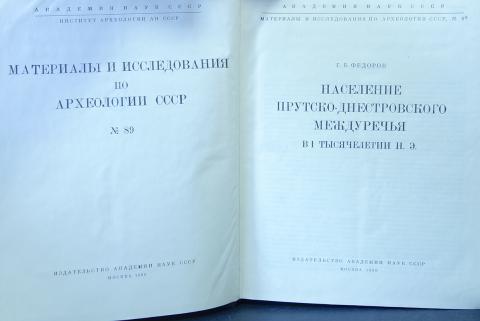 АКАДЕМИЯ НАУК СССР
ИНСТИТУТ АРХЕОЛОГИИ АН СССР
МАТЕРИАЛЫ И ИССЛЕДОВАНИЯ
ПО
АРХЕОЛОГИИ СССР
№ 89
ИЗДАТЕЛЬСТВО АКАДЕМИИ НАУК СССР
МОСКВА 1960
АКАДЕМИЯ НАУК СССР
МАТЕРИАЛЫ И ИССЛЕДОВАНИЯ ПО АРХЕОЛОГИИ СССР, № 89
Г. Б. ФЕДОРОВ
НАСЕЛЕНИЕ
ПРУТСКО-ДНЕСТРОВСКОГО
МЕЖДУРЕЧЬЯ
В I ТЫСЯЧЕЛЕТИИ Н. Э.
ИЗДАТЕЛЬСТВО АКАДЕМИИ НАУК СССР
МОСКВА 1960